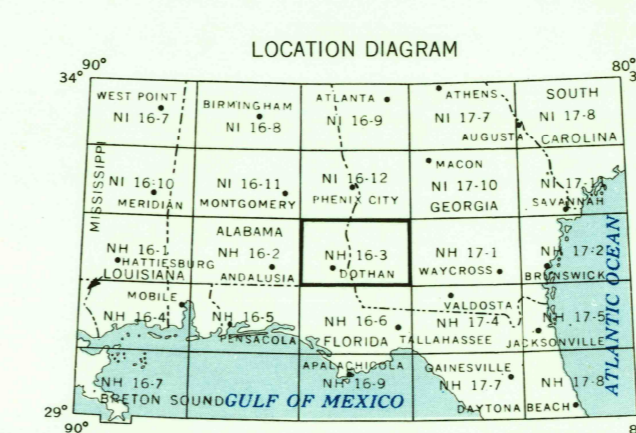 LOCATION DIAGRAM
90° 80°
34°
WEST POINT BIRMINGHAM ATLANTA ATHENS SOUTH
NI 16-7 NI 16-8 NI 16-9 NI 17-7 NI 17-8
AUGUSTA CAROLINA
MISSISSIPPI
MACON
NI 16-10 NI 16-11 NI 16-12 NI 17-10
MERIDIAN MONTGOMERY PHENIX CITY GEORGIA SAVANNAH
ALABAMA
NH 16-1 NH 16-2 NH 16-3 NH 17-1 NH 17-2
HATTIESBURG ANDALUSIA DOTHAN WAYCROSS BRUNSWICK
LOUISIANA
ATLANTIC OCEAN
MOBILE VALDOSTA
NH 16-4 NH 16-5 NH 16-6 NH 17-4 NH 17-5
PENSACOLA FLORIDA TALLAHASSEE JACKSONVILLE
APALACHICOLA GAINESVILLE
NH 16-7 NH 16-9 NH 17-7 NH 17-8
BRETON SOUND GULF OF MEXICO
DAYTONA BEACH
29°
90° 8